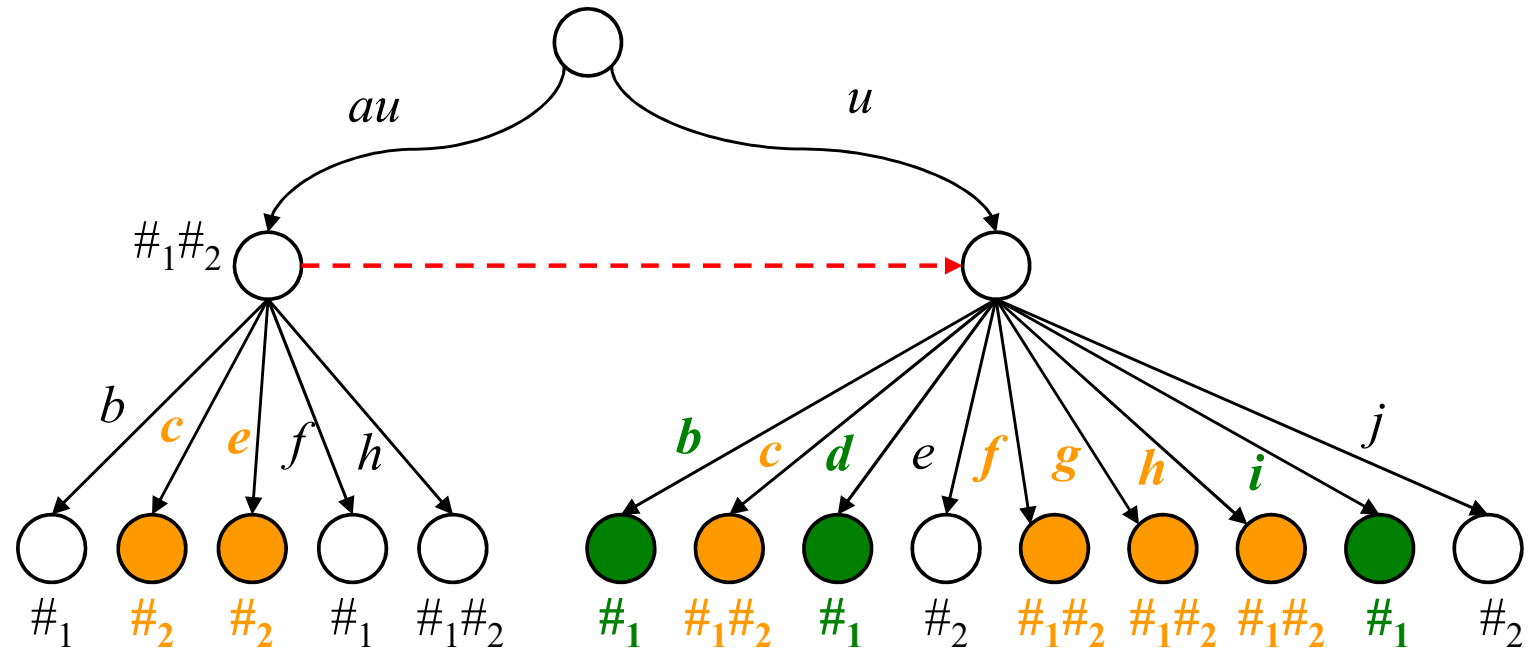 au u
#₁#₂
b c e f h b c d e f g h i j
#₁ #₂ #₂ #₁ #₁#₂ #₁ #₁#₂ #₁ #₂ #₁#₂ #₁#₂ #₁#₂ #₁ #₂